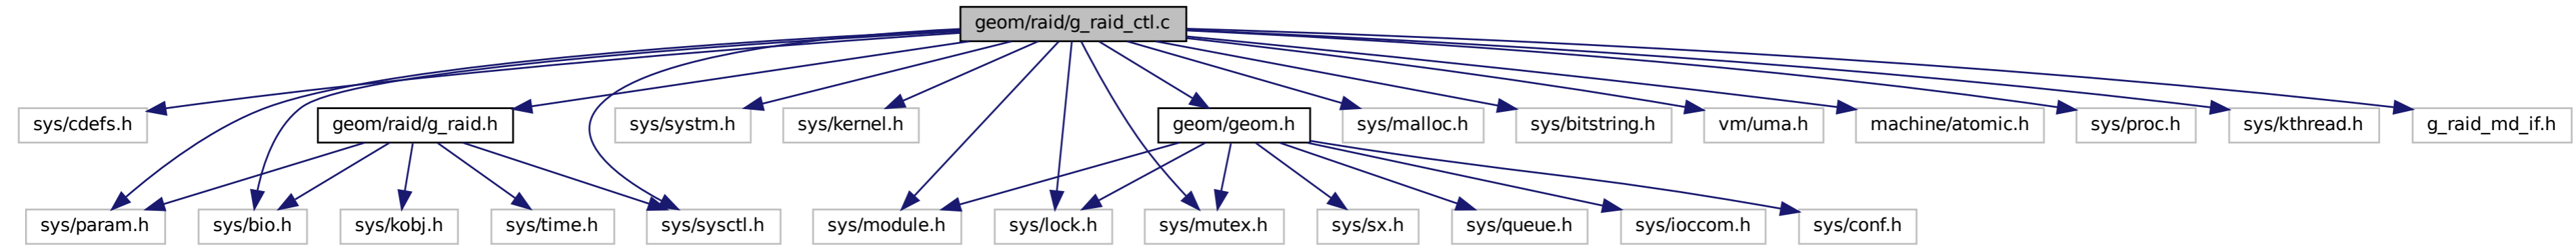 geom/raid/g_raid_ctl.c
sys/cdefs.h
geom/raid/g_raid.h
sys/systm.h
sys/kernel.h
geom/geom.h
sys/malloc.h
sys/bitstring.h
vm/uma.h
machine/atomic.h
sys/proc.h
sys/kthread.h
g_raid_md_if.h
sys/param.h
sys/bio.h
sys/kobj.h
sys/time.h
sys/sysctl.h
sys/module.h
sys/lock.h
sys/mutex.h
sys/sx.h
sys/queue.h
sys/ioccom.h
sys/conf.h